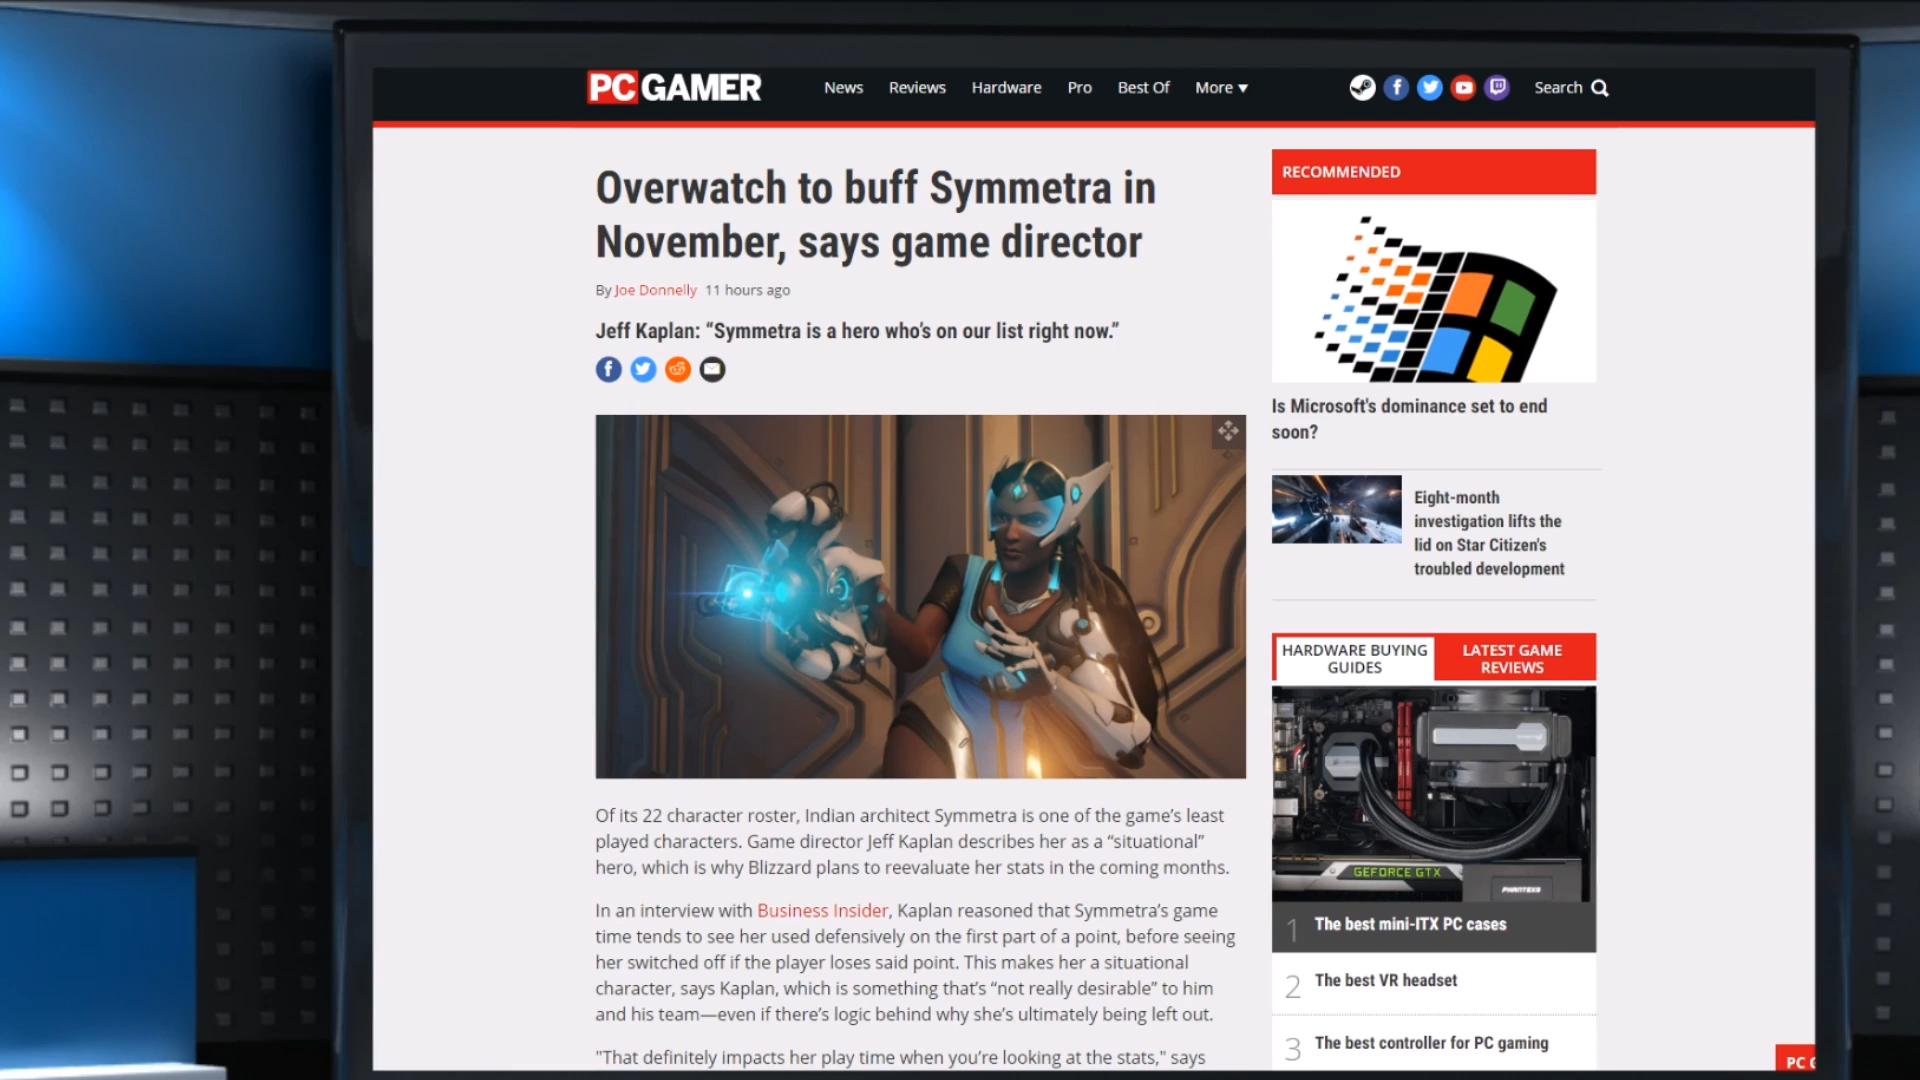 PC GAMER
News Reviews Hardware Pro Best Of More ▼
Search
Overwatch to buff Symmetra in
November, says game director
By Joe Donnelly 11 hours ago
Jeff Kaplan: “Symmetra is a hero who’s on our list right now.”
Of its 22 character roster, Indian architect Symmetra is one of the game’s least
played characters. Game director Jeff Kaplan describes her as a “situational”
hero, which is why Blizzard plans to reevaluate her stats in the coming months.
In an interview with Business Insider, Kaplan reasoned that Symmetra’s game
time tends to see her used defensively on the first part of a point, before seeing
her switched off if the player loses said point. This makes her a situational
character, says Kaplan, which is something that’s “not really desirable” to him
and his team—even if there’s logic behind why she’s ultimately being left out.
"That definitely impacts her play time when you’re looking at the stats," says
RECOMMENDED
Is Microsoft's dominance set to end
soon?
Eight-month
investigation lifts the
lid on Star Citizen's
troubled development
HARDWARE BUYING
GUIDES
LATEST GAME
REVIEWS
GEFORCE GTX
PHANTEKS
1 The best mini-ITX PC cases
2 The best VR headset
3 The best controller for PC gaming
PC G